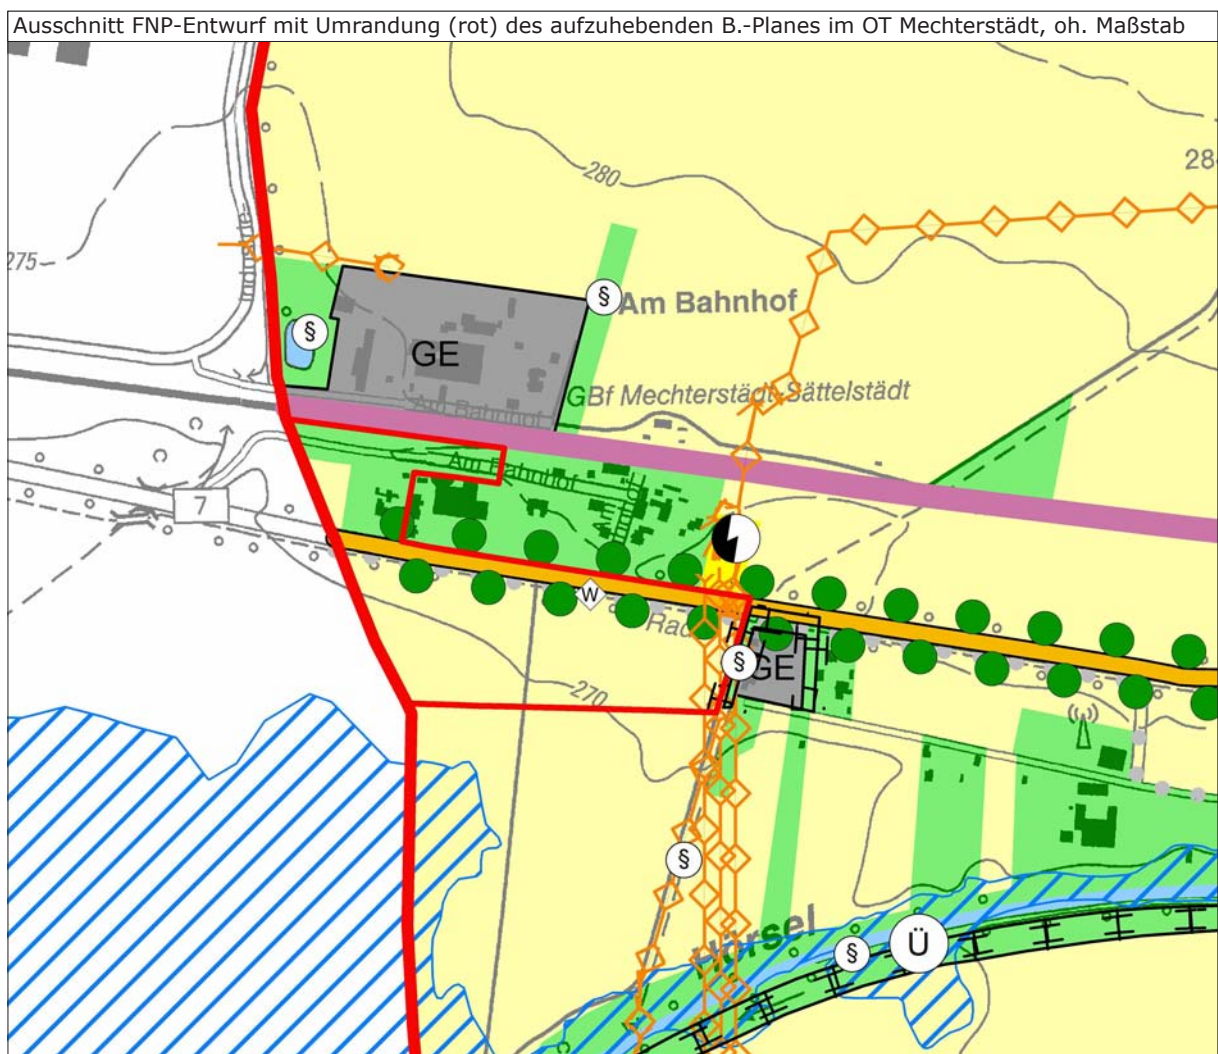 Ausschnitt FNP-Entwurf mit Umrandung (rot) des aufzuhebenden B.-Planes im OT Mechterstädt, oh. Maßstab
280
28
275
§
Am Bahnhof
§
GE
GBf Mechterstädt-Sättelstädt
Am Bahnhof
Am Bahnhof
7
W
Rad
§
GE
270
§
Hörsel
§
Ü